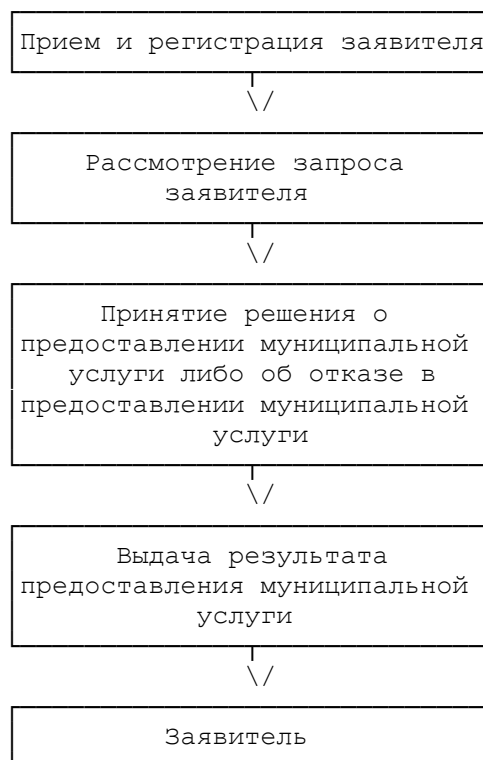 Прием и регистрация заявителя
\/
Рассмотрение запроса
заявителя
\/
Принятие решения о
предоставлении муниципальной
услуги либо об отказе в
предоставлении муниципальной
услуги
\/
Выдача результата
предоставления муниципальной
услуги
\/
Заявитель